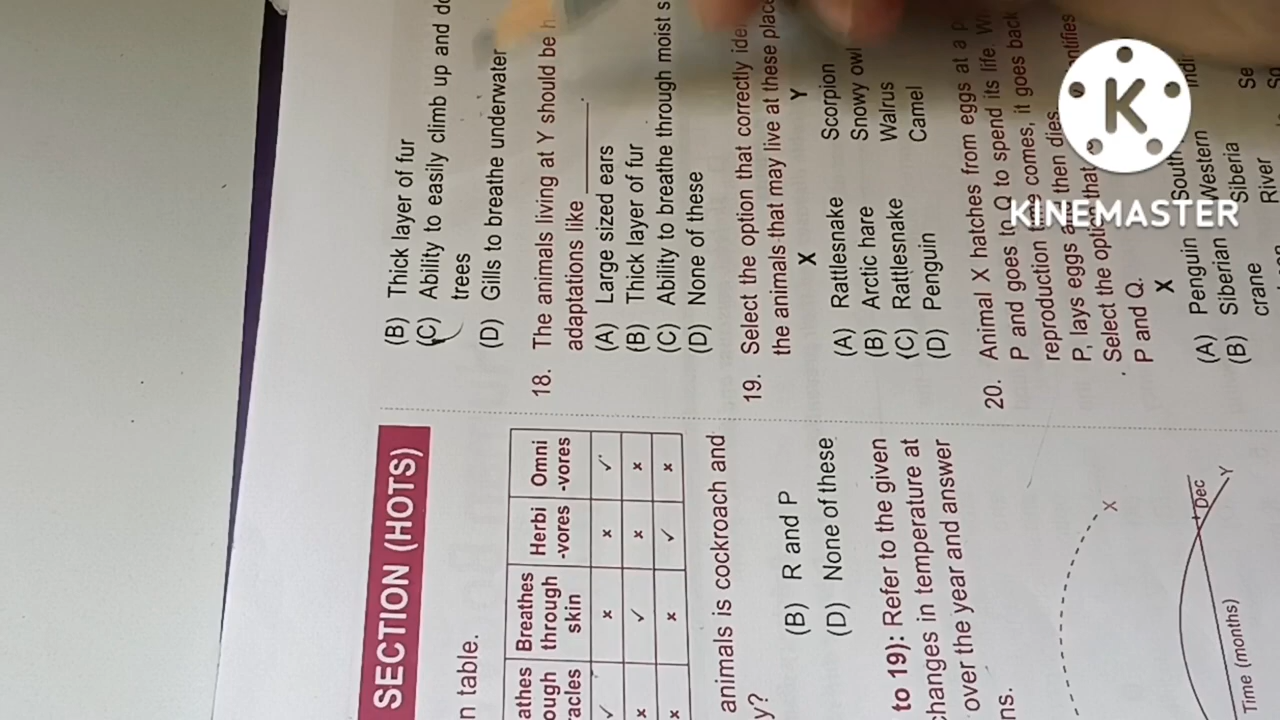 SECTION (HOTS)
n table.
athes Breathes Herbi Omni
ough through -vores -vores
racles skin
✓ × × ✓
× ✓ × ×
× × ✓ ×
animals is cockroach and
y?
(B) R and P
(D) None of these
to 19): Refer to the given
changes in temperature at
over the year and answer
ns.
X
Dec
Y
Time (months)
(B) Thick layer of fur
(C) Ability to easily climb up and
trees
(D) Gills to breathe underwater
18. The animals living at Y should be
adaptations like ________.
(A) Large sized ears
(B) Thick layer of fur
(C) Ability to breathe through moist
(D) None of these
19. Select the option that correctly
the animals that may live at these
X Y
(A) Rattlesnake Scorpion
(B) Arctic hare Snowy owl
(C) Rattlesnake Walrus
(D) Penguin Camel
20. Animal X hatches from eggs at a
P and goes to Q to spend its life.
reproduction comes, it goes back
P, lays eggs then dies.
Select the that
P and Q.
X
(A) Penguin South
(B) Siberian Western
crane Siberia
River
K
KINEMASTER